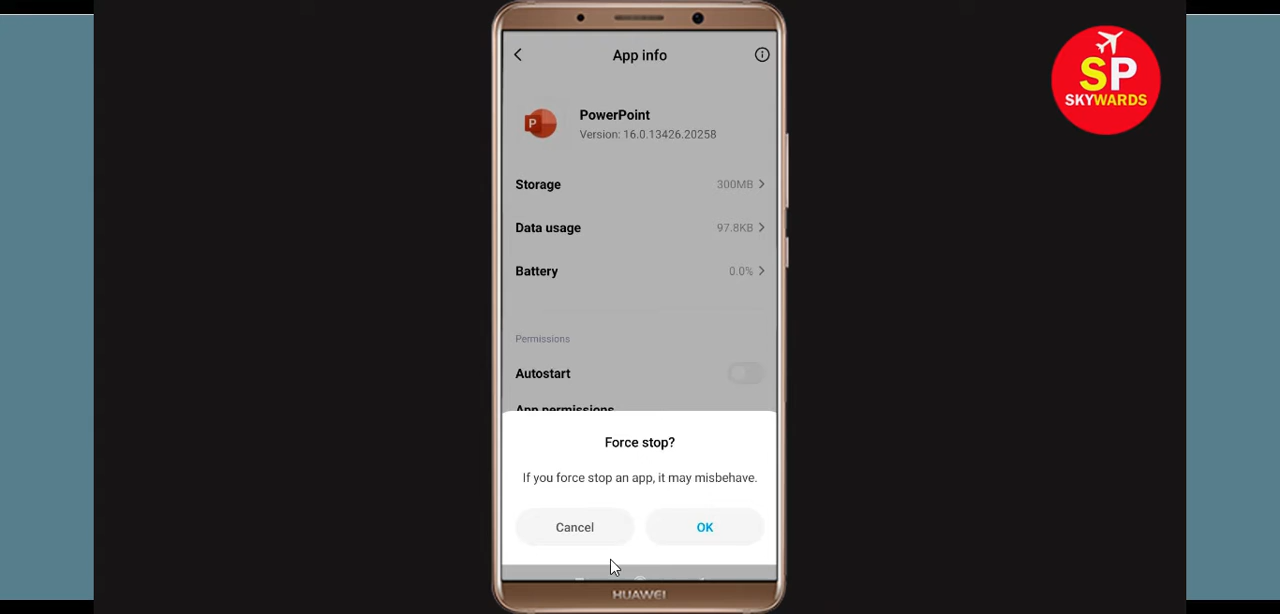 App info
SP
SKYWARDS
P
PowerPoint
Version: 16.0.13426.20258
Storage 300MB
Data usage 97.8KB
Battery 0.0%
Permissions
Autostart
App permissions
Force stop?
If you force stop an app, it may misbehave.
Cancel OK
HUAWEI